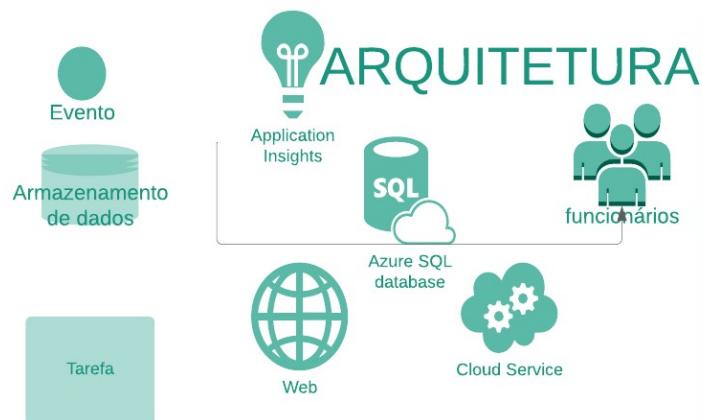 ARQUITETURA
Evento
Application
Insights
Armazenamento
de dados
SQL
funcionários
Azure SQL
database
Tarefa
Web
Cloud Service